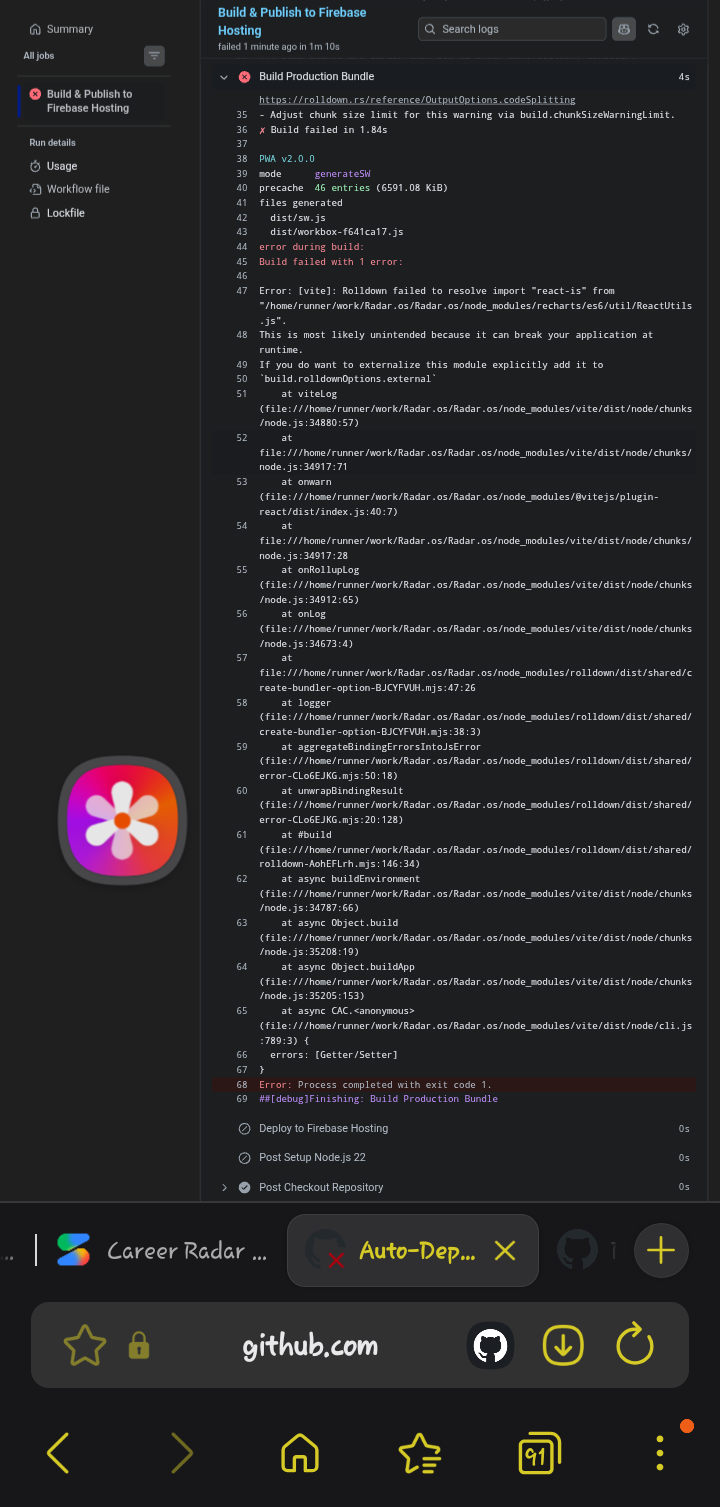 Summary
All jobs
Build & Publish to
Firebase Hosting
Run details
Usage
Workflow file
Lockfile
Build & Publish to Firebase
Hosting
failed 1 minute ago in 1m 10s
Search logs
Build Production Bundle 4s
https://rolldown.rs/reference/OutputOptions.codeSplitting
35 - Adjust chunk size limit for this warning via build.chunkSizeWarningLimit.
36 ✗ Build failed in 1.84s
37
38 PWA v2.0.0
39 mode generateSW
40 precache 46 entries (6591.08 KiB)
41 files generated
42 dist/sw.js
43 dist/workbox-f641ca17.js
44 error during build:
45 Build failed with 1 error:
46
47 Error: [vite]: Rolldown failed to resolve import "react-is" from
"/home/runner/work/Radar.os/Radar.os/node_modules/recharts/es6/util/ReactUtils
.js".
48 This is most likely unintended because it can break your application at
runtime.
49 If you do want to externalize this module explicitly add it to
50 `build.rolldownOptions.external`
51 at viteLog
(file:///home/runner/work/Radar.os/Radar.os/node_modules/vite/dist/node/chunks
/node.js:34880:57)
52 at
file:///home/runner/work/Radar.os/Radar.os/node_modules/vite/dist/node/chunks/
node.js:34917:71
53 at onwarn
(file:///home/runner/work/Radar.os/Radar.os/node_modules/@vitejs/plugin-
react/dist/index.js:40:7)
54 at
file:///home/runner/work/Radar.os/Radar.os/node_modules/vite/dist/node/chunks/
node.js:34917:28
55 at onRollupLog
(file:///home/runner/work/Radar.os/Radar.os/node_modules/vite/dist/node/chunks
/node.js:34912:65)
56 at onLog
(file:///home/runner/work/Radar.os/Radar.os/node_modules/vite/dist/node/chunks
/node.js:34673:4)
57 at
file:///home/runner/work/Radar.os/Radar.os/node_modules/rolldown/dist/shared/c
reate-bundler-option-BJCYFVUH.mjs:47:26
58 at logger
(file:///home/runner/work/Radar.os/Radar.os/node_modules/rolldown/dist/shared/
create-bundler-option-BJCYFVUH.mjs:38:3)
59 at aggregateBindingErrorsIntoJsError
(file:///home/runner/work/Radar.os/Radar.os/node_modules/rolldown/dist/shared/
error-CLo6EJKG.mjs:50:18)
60 at unwrapBindingResult
(file:///home/runner/work/Radar.os/Radar.os/node_modules/rolldown/dist/shared/
error-CLo6EJKG.mjs:20:128)
61 at #build
(file:///home/runner/work/Radar.os/Radar.os/node_modules/rolldown/dist/shared/
rolldown-AohEFLrh.mjs:146:34)
62 at async buildEnvironment
(file:///home/runner/work/Radar.os/Radar.os/node_modules/vite/dist/node/chunks
/node.js:34787:66)
63 at async Object.build
(file:///home/runner/work/Radar.os/Radar.os/node_modules/vite/dist/node/chunks
/node.js:35208:19)
64 at async Object.buildApp
(file:///home/runner/work/Radar.os/Radar.os/node_modules/vite/dist/node/chunks
/node.js:35205:153)
65 at async CAC.<anonymous>
(file:///home/runner/work/Radar.os/Radar.os/node_modules/vite/dist/node/cli.js
:789:3) {
66 errors: [Getter/Setter]
67 }
68 Error: Process completed with exit code 1.
69 ##[debug]Finishing: Build Production Bundle
Deploy to Firebase Hosting 0s
Post Setup Node.js 22 0s
Post Checkout Repository 0s
... Career Radar ... Auto-Dep...
github.com
91